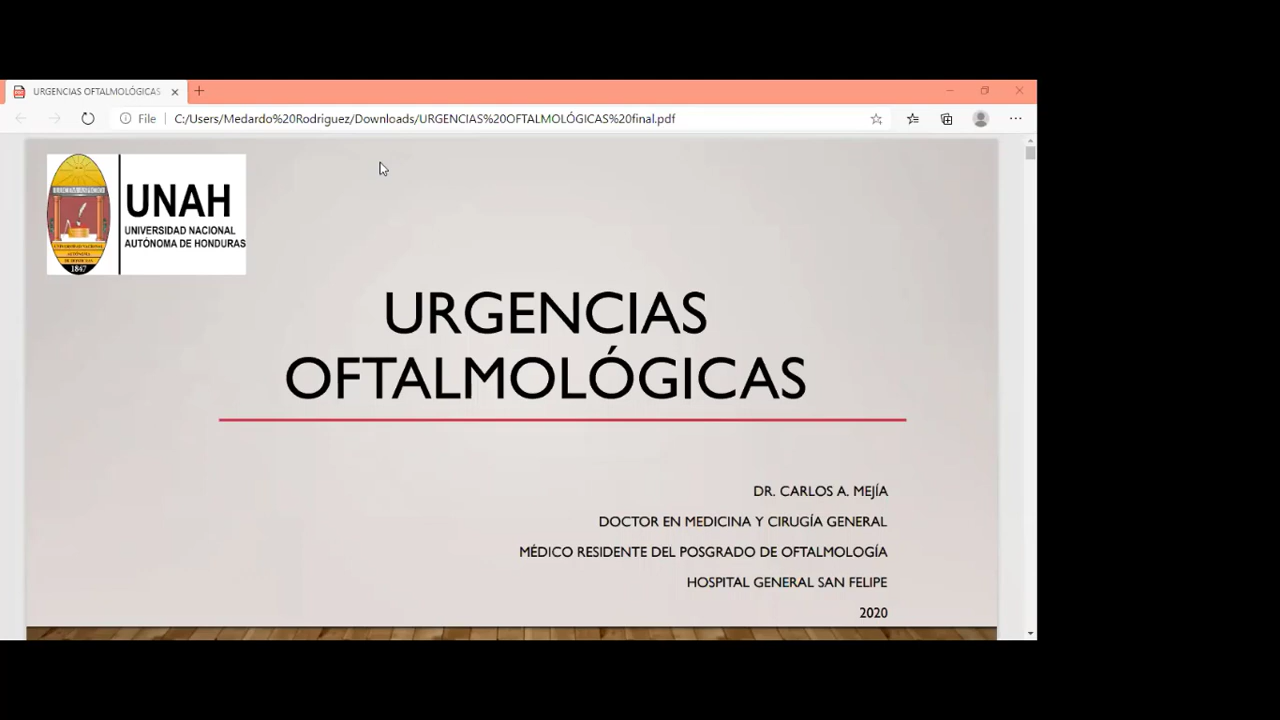 URGENCIAS OFTALMOLÓGICAS
File
C:/Users/Medardo%20Rodriguez/Downloads/URGENCIAS%20OFTALMOLÓGICAS%20final.pdf
UNAH
UNIVERSIDAD NACIONAL
AUTÓNOMA DE HONDURAS
1847
URGENCIAS
OFTALMOLÓGICAS
DR. CARLOS A. MEJÍA
DOCTOR EN MEDICINA Y CIRUGÍA GENERAL
MÉDICO RESIDENTE DEL POSGRADO DE OFTALMOLOGÍA
HOSPITAL GENERAL SAN FELIPE
2020